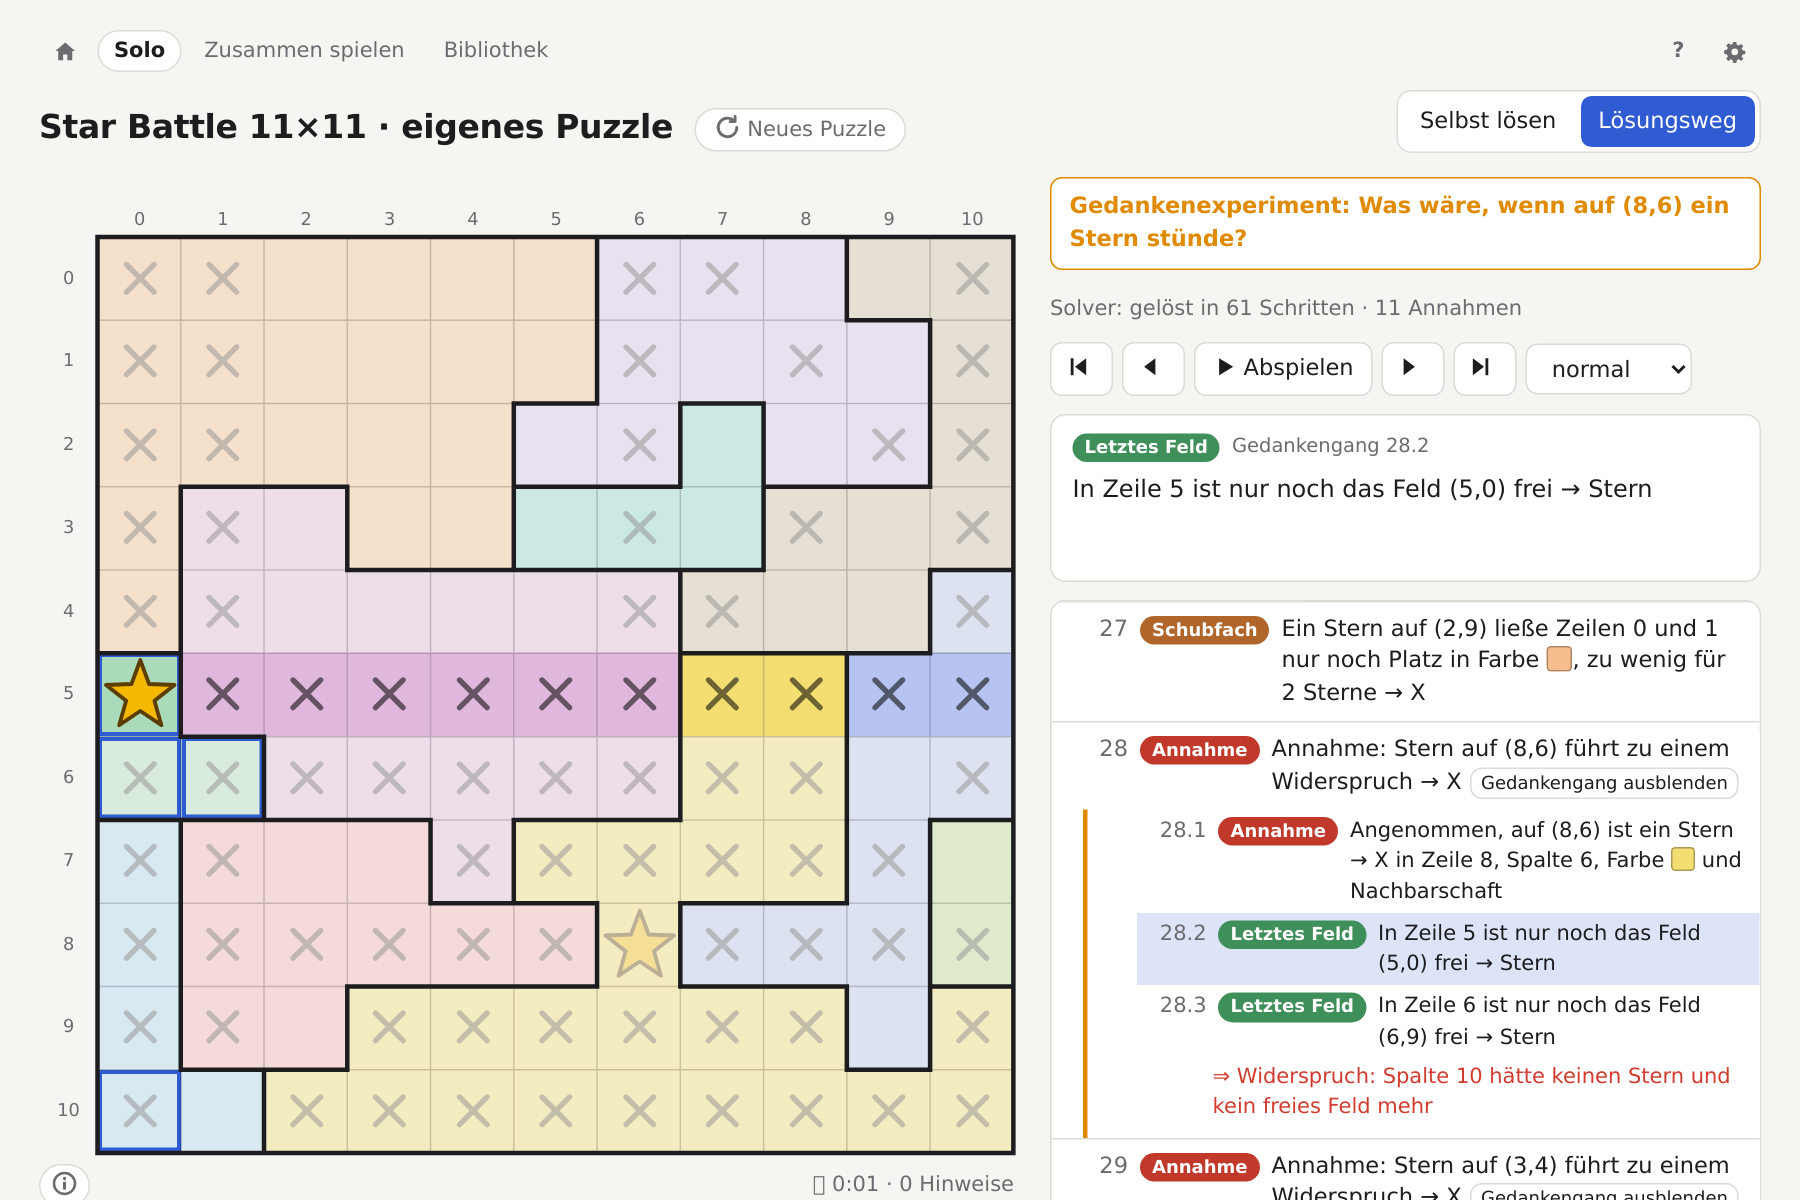 Solo
Zusammen spielen
Bibliothek
?
Star Battle 11×11 · eigenes Puzzle
Neues Puzzle
Selbst lösen
Lösungsweg
0 1 2 3 4 5 6 7 8 9 10
0
1
2
3
4
5
6
7
8
9
10
0:01 · 0 Hinweise
Gedankenexperiment: Was wäre, wenn auf (8,6) ein
Stern stünde?
Solver: gelöst in 61 Schritten · 11 Annahmen
Abspielen
normal
Letztes Feld Gedankengang 28.2
In Zeile 5 ist nur noch das Feld (5,0) frei → Stern
27 Schubfach Ein Stern auf (2,9) ließe Zeilen 0 und 1
nur noch Platz in Farbe , zu wenig für
2 Sterne → X
28 Annahme Annahme: Stern auf (8,6) führt zu einem
Widerspruch → X Gedankengang ausblenden
28.1 Annahme Angenommen, auf (8,6) ist ein Stern
→ X in Zeile 8, Spalte 6, Farbe und
Nachbarschaft
28.2 Letztes Feld In Zeile 5 ist nur noch das Feld
(5,0) frei → Stern
28.3 Letztes Feld In Zeile 6 ist nur noch das Feld
(6,9) frei → Stern
⇒ Widerspruch: Spalte 10 hätte keinen Stern und
kein freies Feld mehr
29 Annahme Annahme: Stern auf (3,4) führt zu einem
Widerspruch → X Gedankengang ausblenden